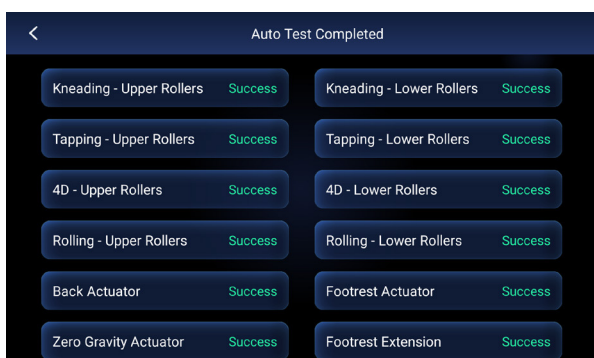 Auto Test Completed
Kneading - Upper Rollers Success
Kneading - Lower Rollers Success
Tapping - Upper Rollers Success
Tapping - Lower Rollers Success
4D - Upper Rollers Success
4D - Lower Rollers Success
Rolling - Upper Rollers Success
Rolling - Lower Rollers Success
Back Actuator Success
Footrest Actuator Success
Zero Gravity Actuator Success
Footrest Extension Success